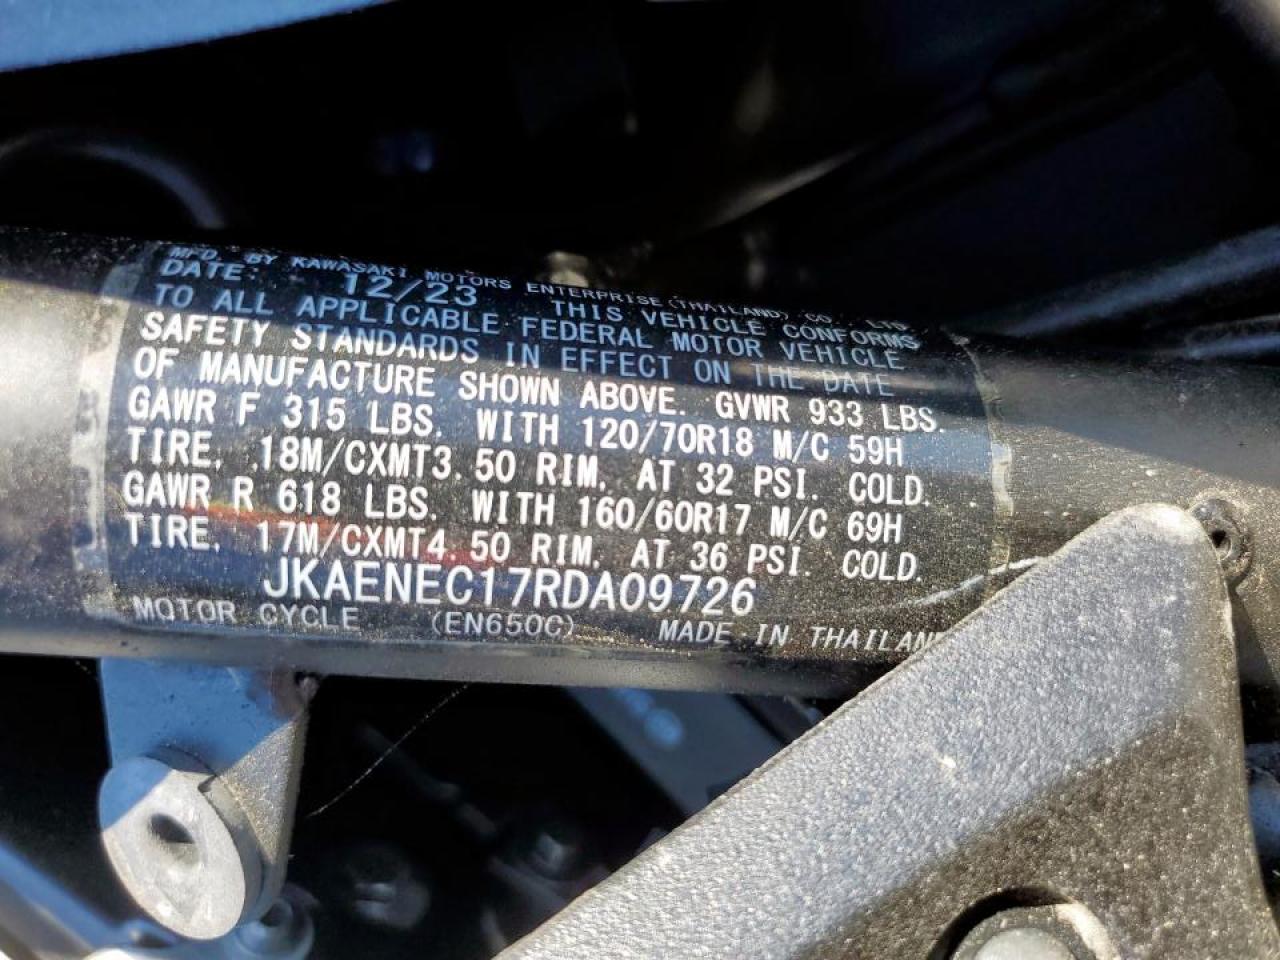 MFD. BY KAWASAKI MOTORS ENTERPRISE (THAILAND) CO., LTD.
DATE: 12/23 THIS VEHICLE CONFORMS
TO ALL APPLICABLE FEDERAL MOTOR VEHICLE
SAFETY STANDARDS IN EFFECT ON THE DATE
OF MANUFACTURE SHOWN ABOVE. GVWR 933 LBS.
GAWR F 315 LBS. WITH 120/70R18 M/C 59H
TIRE, 18M/CXMT3.50 RIM, AT 32 PSI. COLD.
GAWR R 618 LBS. WITH 160/60R17 M/C 69H
TIRE, 17M/CXMT4.50 RIM, AT 36 PSI. COLD.
JKAENEC17RDA09726
MOTOR CYCLE (EN650C) MADE IN THAILAN